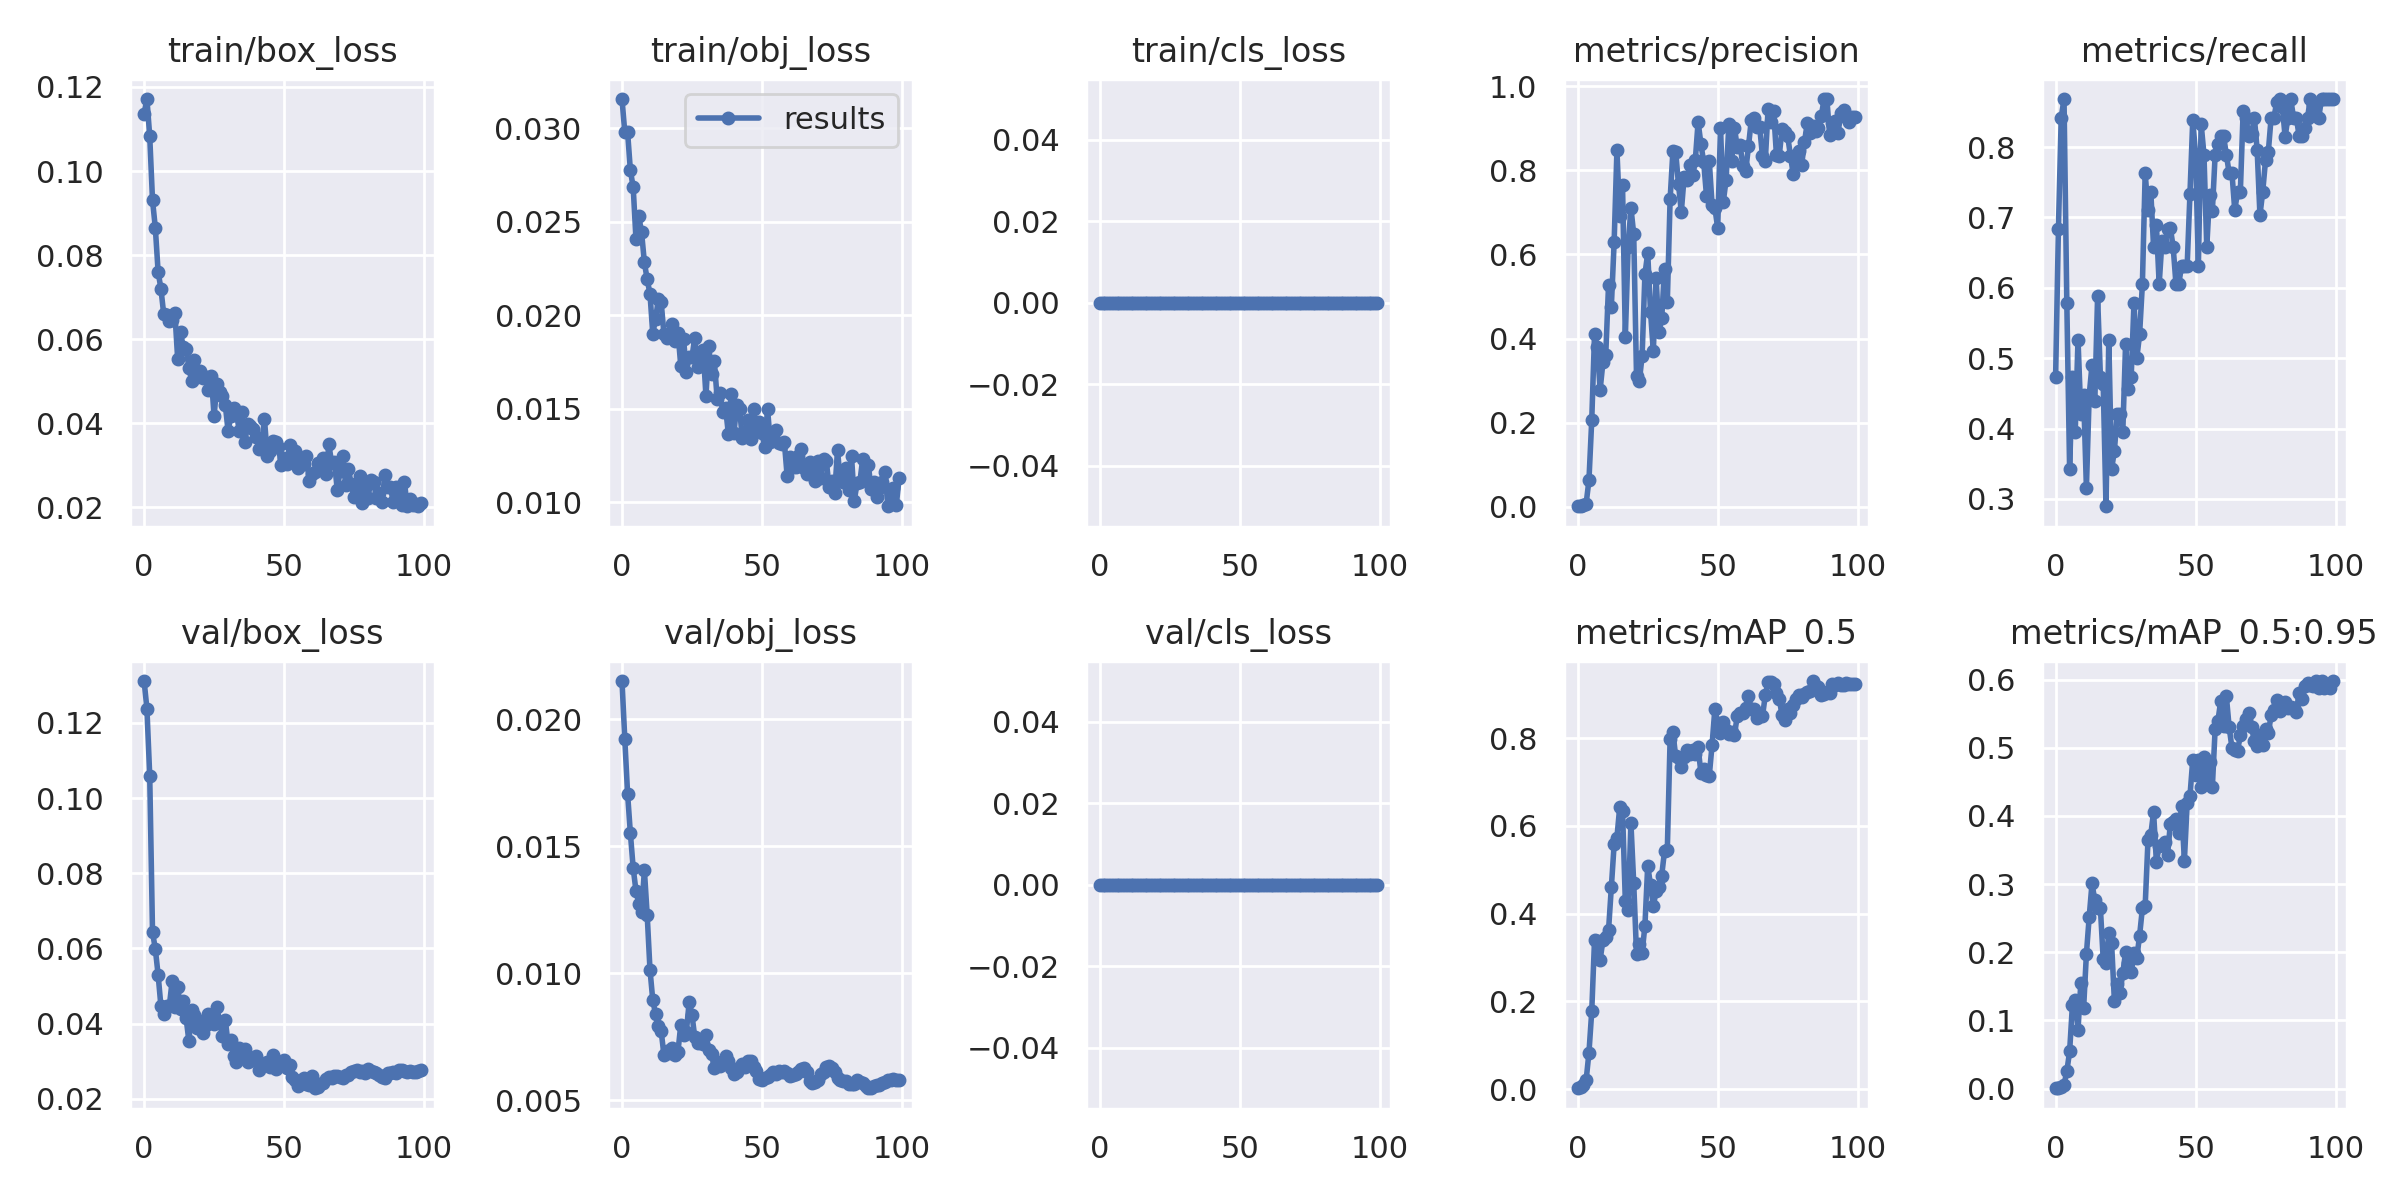 train/box_loss
0.12
0.10
0.08
0.06
0.04
0.02
0 50 100
train/obj_loss
results
0.030
0.025
0.020
0.015
0.010
0 50 100
train/cls_loss
0.04
0.02
0.00
−0.02
−0.04
0 50 100
metrics/precision
1.0
0.8
0.6
0.4
0.2
0.0
0 50 100
metrics/recall
0.8
0.7
0.6
0.5
0.4
0.3
0 50 100
val/box_loss
0.12
0.10
0.08
0.06
0.04
0.02
0 50 100
val/obj_loss
0.020
0.015
0.010
0.005
0 50 100
val/cls_loss
0.04
0.02
0.00
−0.02
−0.04
0 50 100
metrics/mAP_0.5
0.8
0.6
0.4
0.2
0.0
0 50 100
metrics/mAP_0.5:0.95
0.6
0.5
0.4
0.3
0.2
0.1
0.0
0 50 100